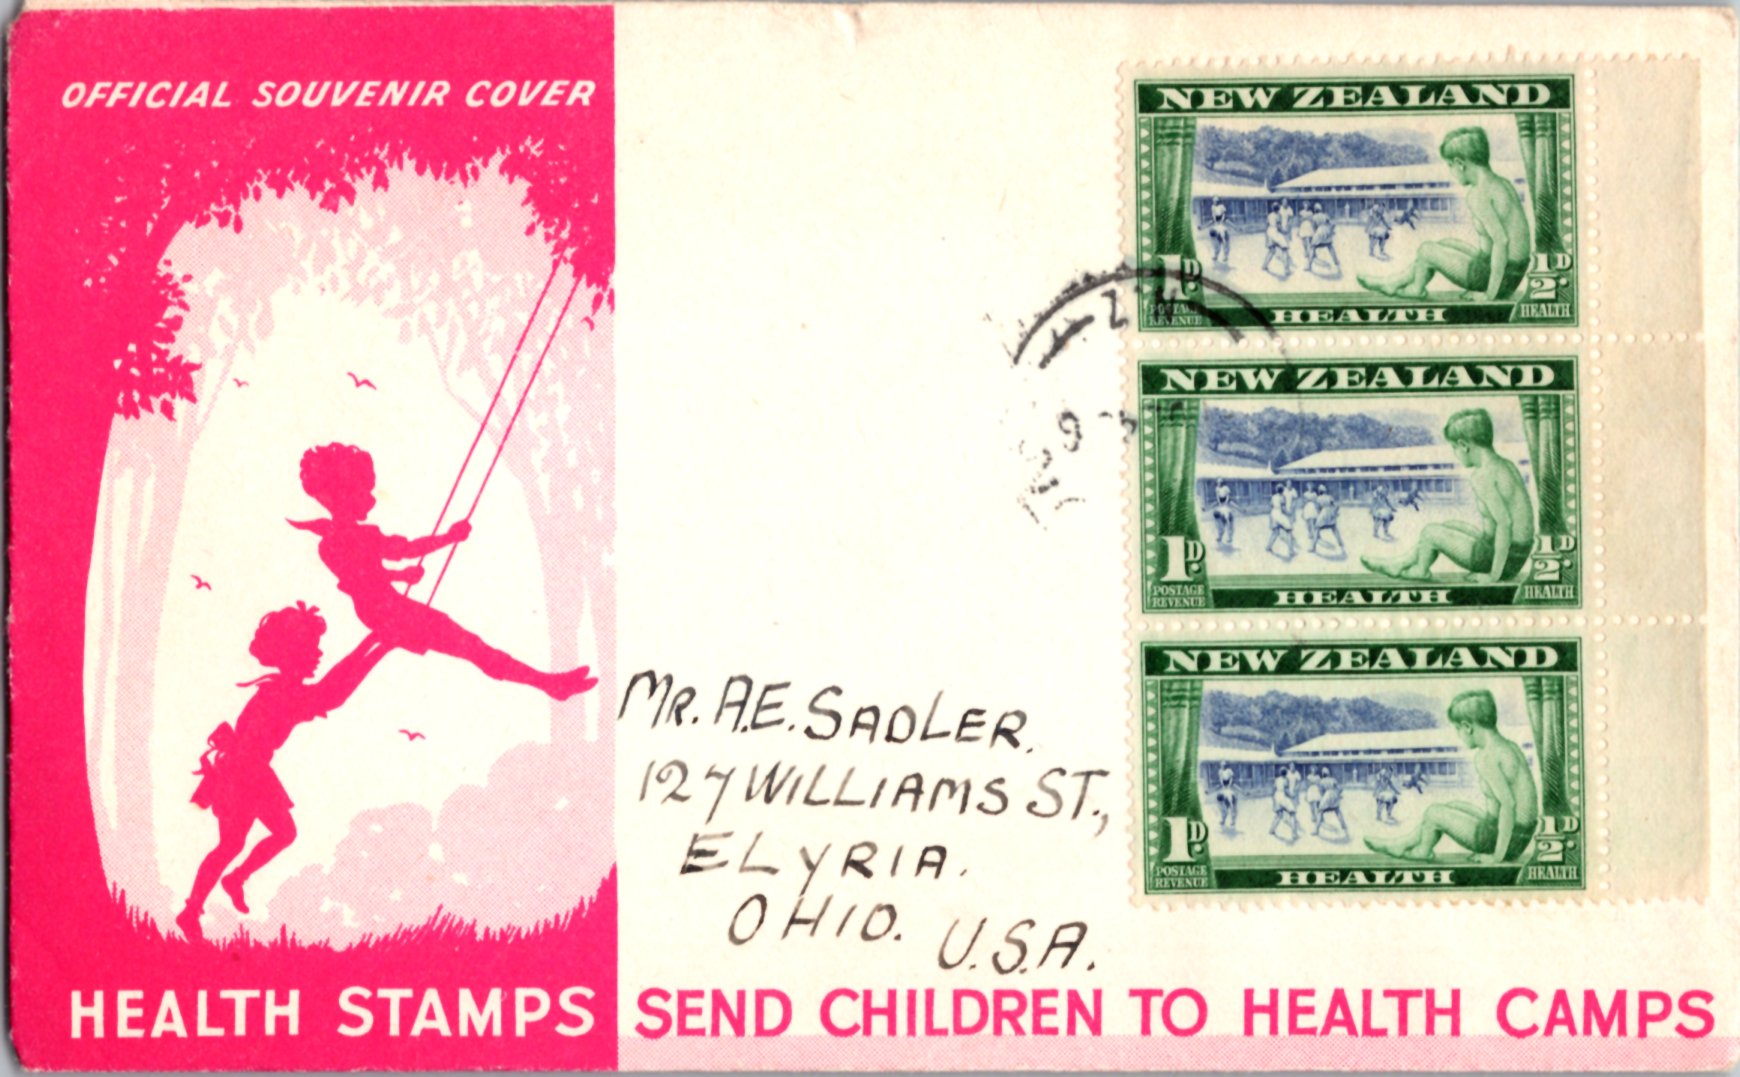 OFFICIAL SOUVENIR COVER
HEALTH STAMPS
SEND CHILDREN TO HEALTH CAMPS
MR. A.E. SADLER.
127 WILLIAMS ST.,
ELYRIA.
OHIO. U.S.A.
NEW ZEALAND
1D. ½D.
POSTAGE
REVENUE
HEALTH
HEALTH
NEW ZEALAND
1D. ½D.
POSTAGE
REVENUE
HEALTH
HEALTH
NEW ZEALAND
1D. ½D.
POSTAGE
REVENUE
HEALTH
HEALTH